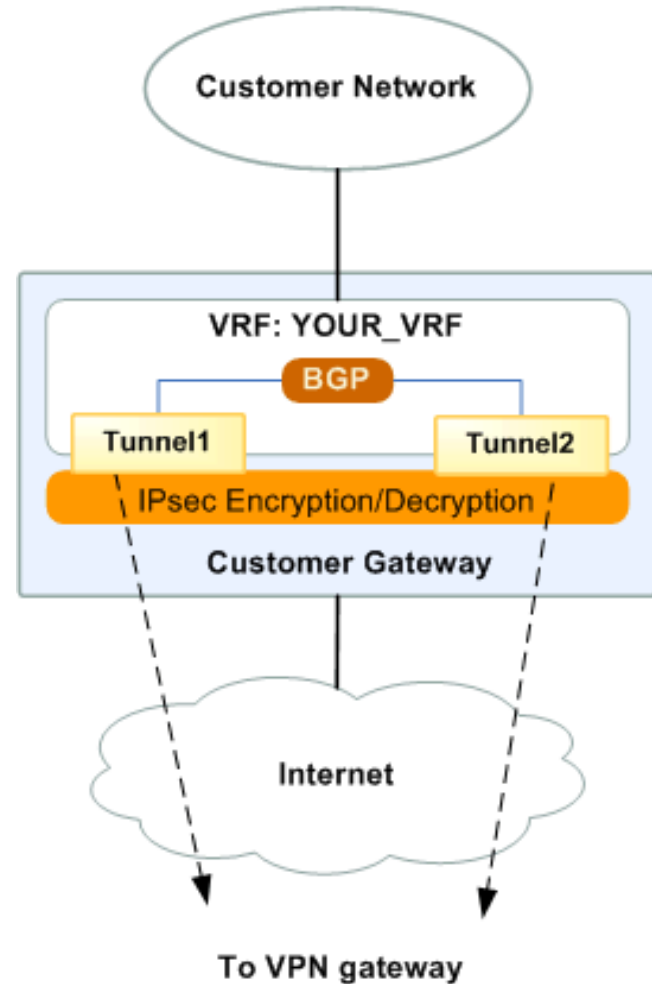 Customer Network
VRF: YOUR_VRF
BGP
Tunnel1
Tunnel2
IPsec Encryption/Decryption
Customer Gateway
Internet
To VPN gateway